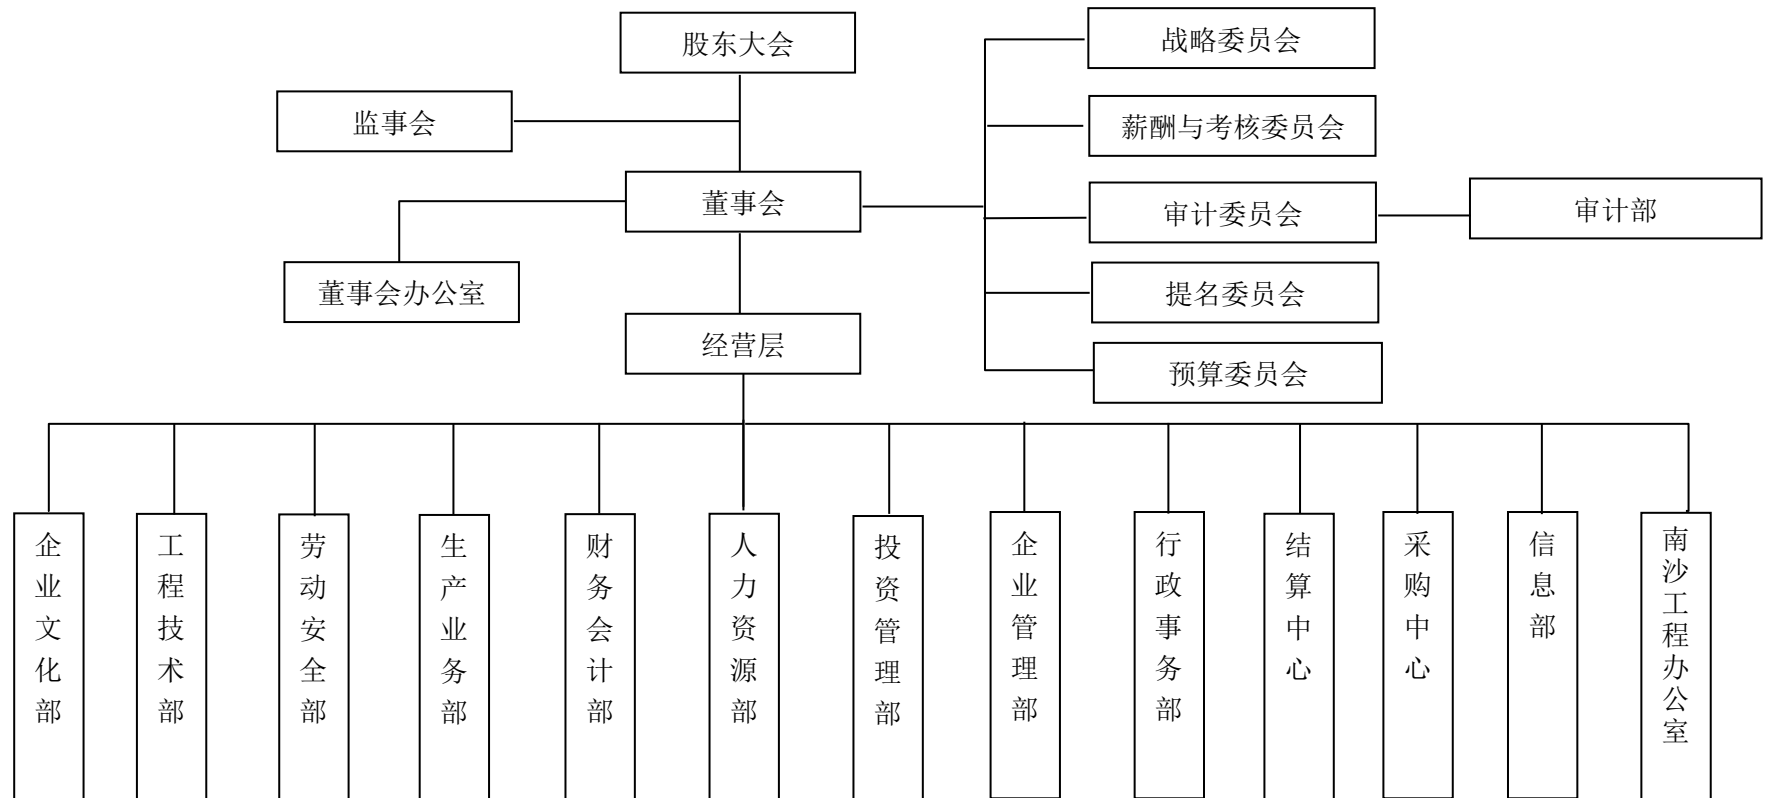 股东大会
战略委员会
监事会
薪酬与考核委员会
董事会
审计委员会
审计部
董事会办公室
提名委员会
经营层
预算委员会
企业文化部
工程技术部
劳动安全部
生产业务部
财务会计部
人力资源部
投资管理部
企业管理部
行政事务部
结算中心
采购中心
信息部
南沙工程办公室